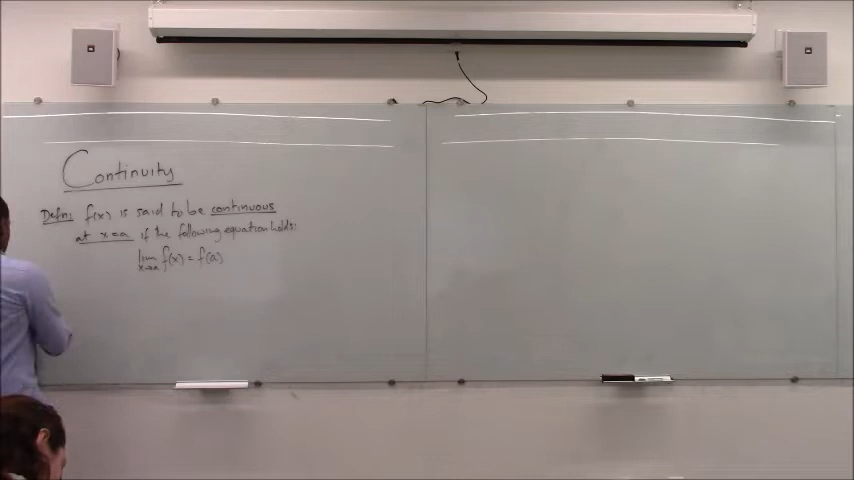 Continuity
Defn: f(x) is said to be continuous
at x=a if the following equation holds:
lim f(x) = f(a)
x→a